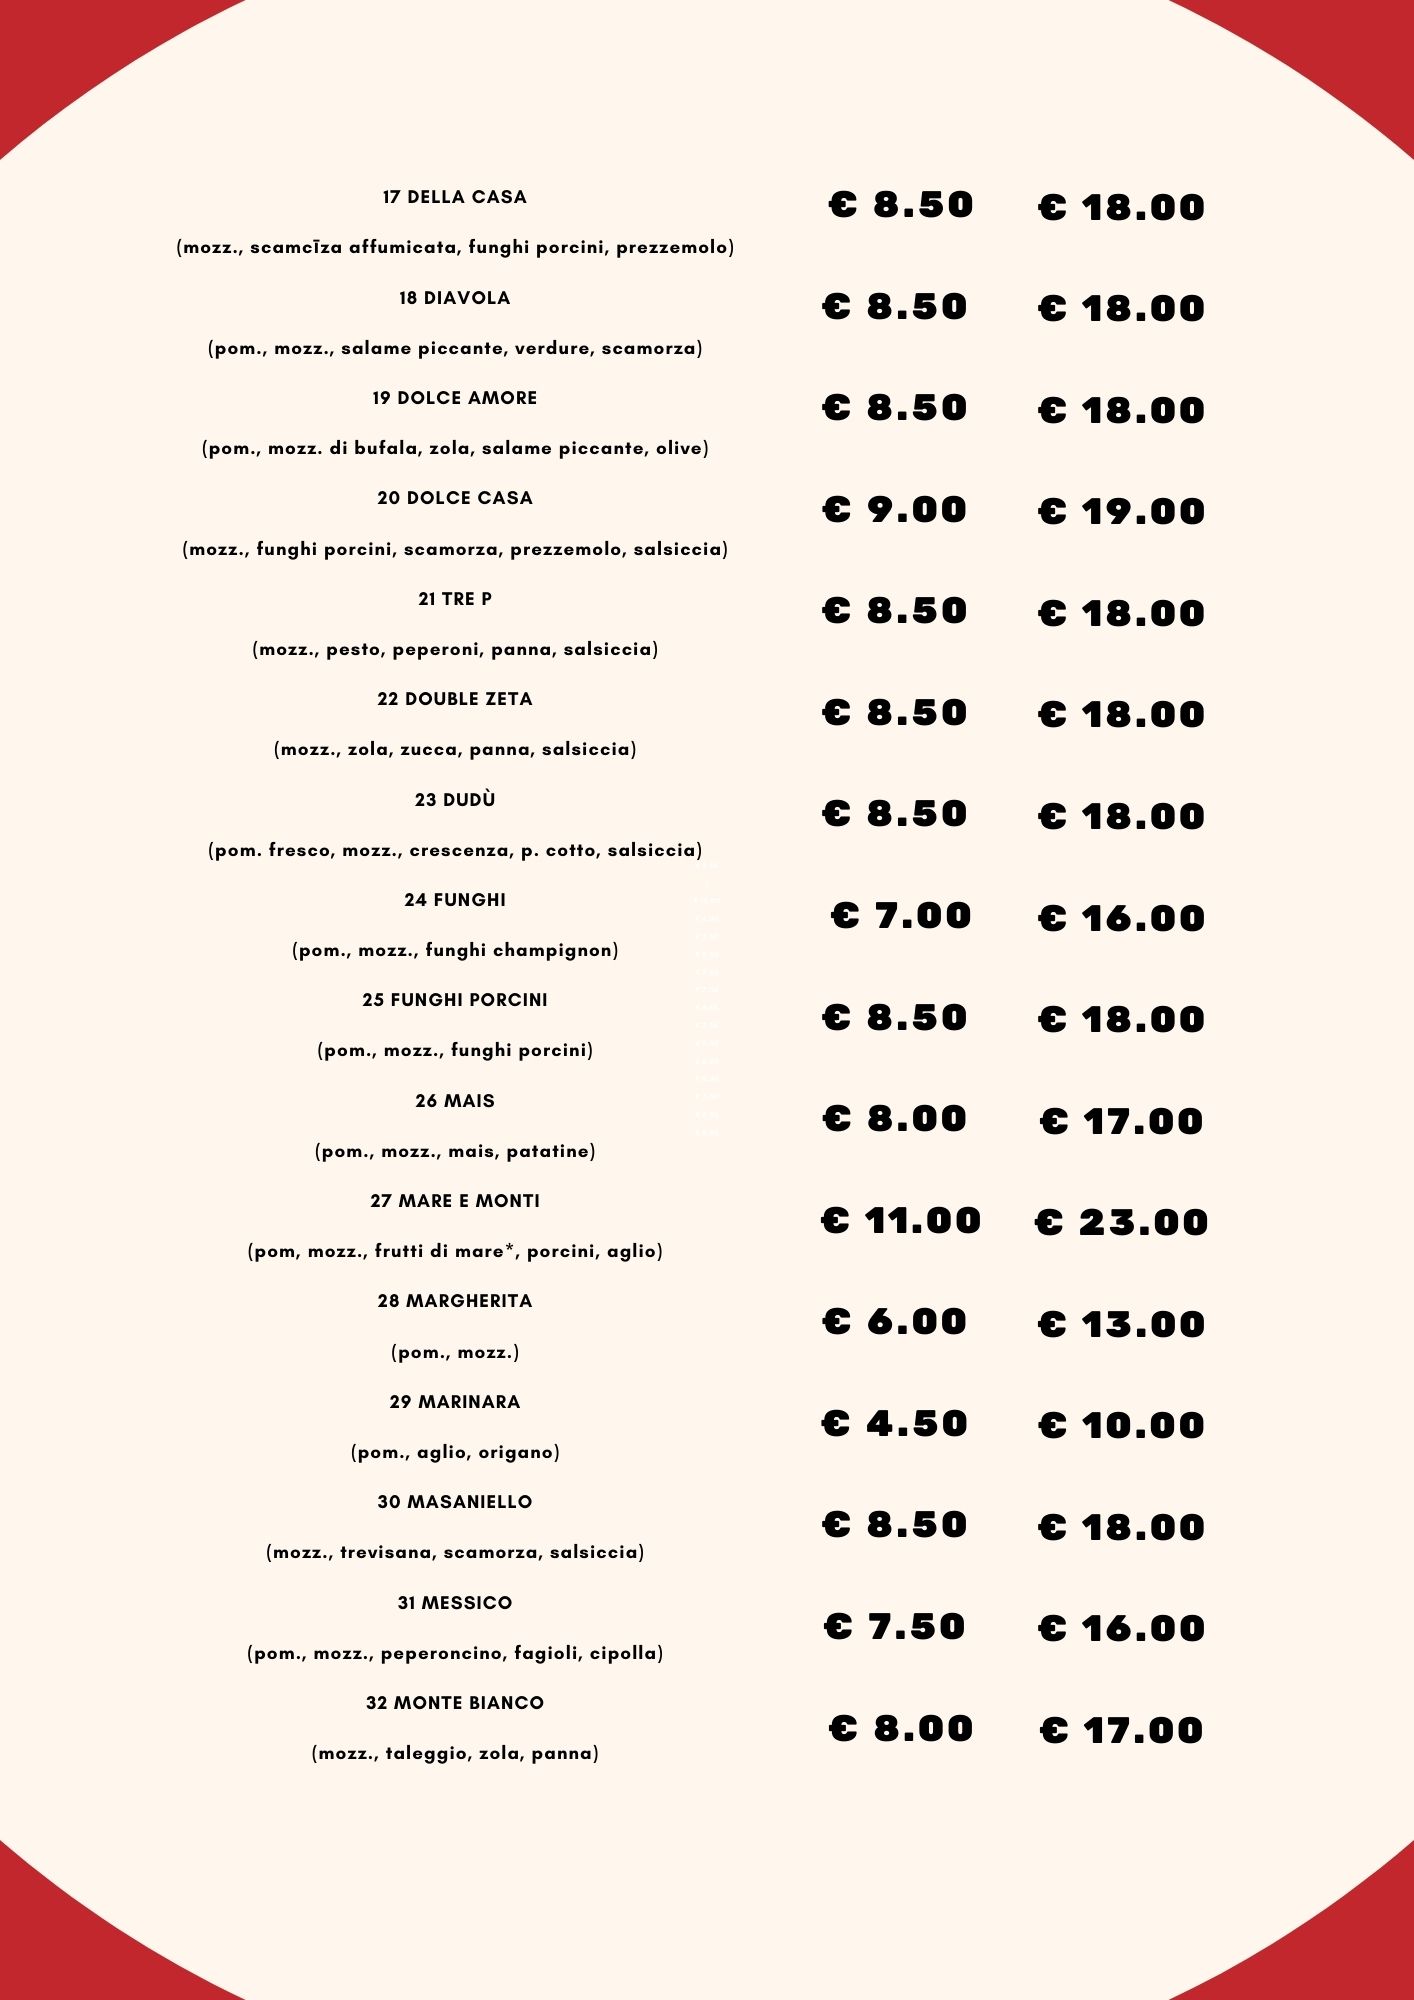 17 DELLA CASA € 8.50 € 18.00
(mozz., scamcīza affumicata, funghi porcini, prezzemolo)
18 DIAVOLA € 8.50 € 18.00
(pom., mozz., salame piccante, verdure, scamorza)
19 DOLCE AMORE € 8.50 € 18.00
(pom., mozz. di bufala, zola, salame piccante, olive)
20 DOLCE CASA € 9.00 € 19.00
(mozz., funghi porcini, scamorza, prezzemolo, salsiccia)
21 TRE P € 8.50 € 18.00
(mozz., pesto, peperoni, panna, salsiccia)
22 DOUBLE ZETA € 8.50 € 18.00
(mozz., zola, zucca, panna, salsiccia)
23 DUDÙ € 8.50 € 18.00
(pom. fresco, mozz., crescenza, p. cotto, salsiccia)
24 FUNGHI € 7.00 € 16.00
(pom., mozz., funghi champignon)
25 FUNGHI PORCINI € 8.50 € 18.00
(pom., mozz., funghi porcini)
26 MAIS € 8.00 € 17.00
(pom., mozz., mais, patatine)
27 MARE E MONTI € 11.00 € 23.00
(pom, mozz., frutti di mare*, porcini, aglio)
28 MARGHERITA € 6.00 € 13.00
(pom., mozz.)
29 MARINARA € 4.50 € 10.00
(pom., aglio, origano)
30 MASANIELLO € 8.50 € 18.00
(mozz., trevisana, scamorza, salsiccia)
31 MESSICO € 7.50 € 16.00
(pom., mozz., peperoncino, fagioli, cipolla)
32 MONTE BIANCO € 8.00 € 17.00
(mozz., taleggio, zola, panna)